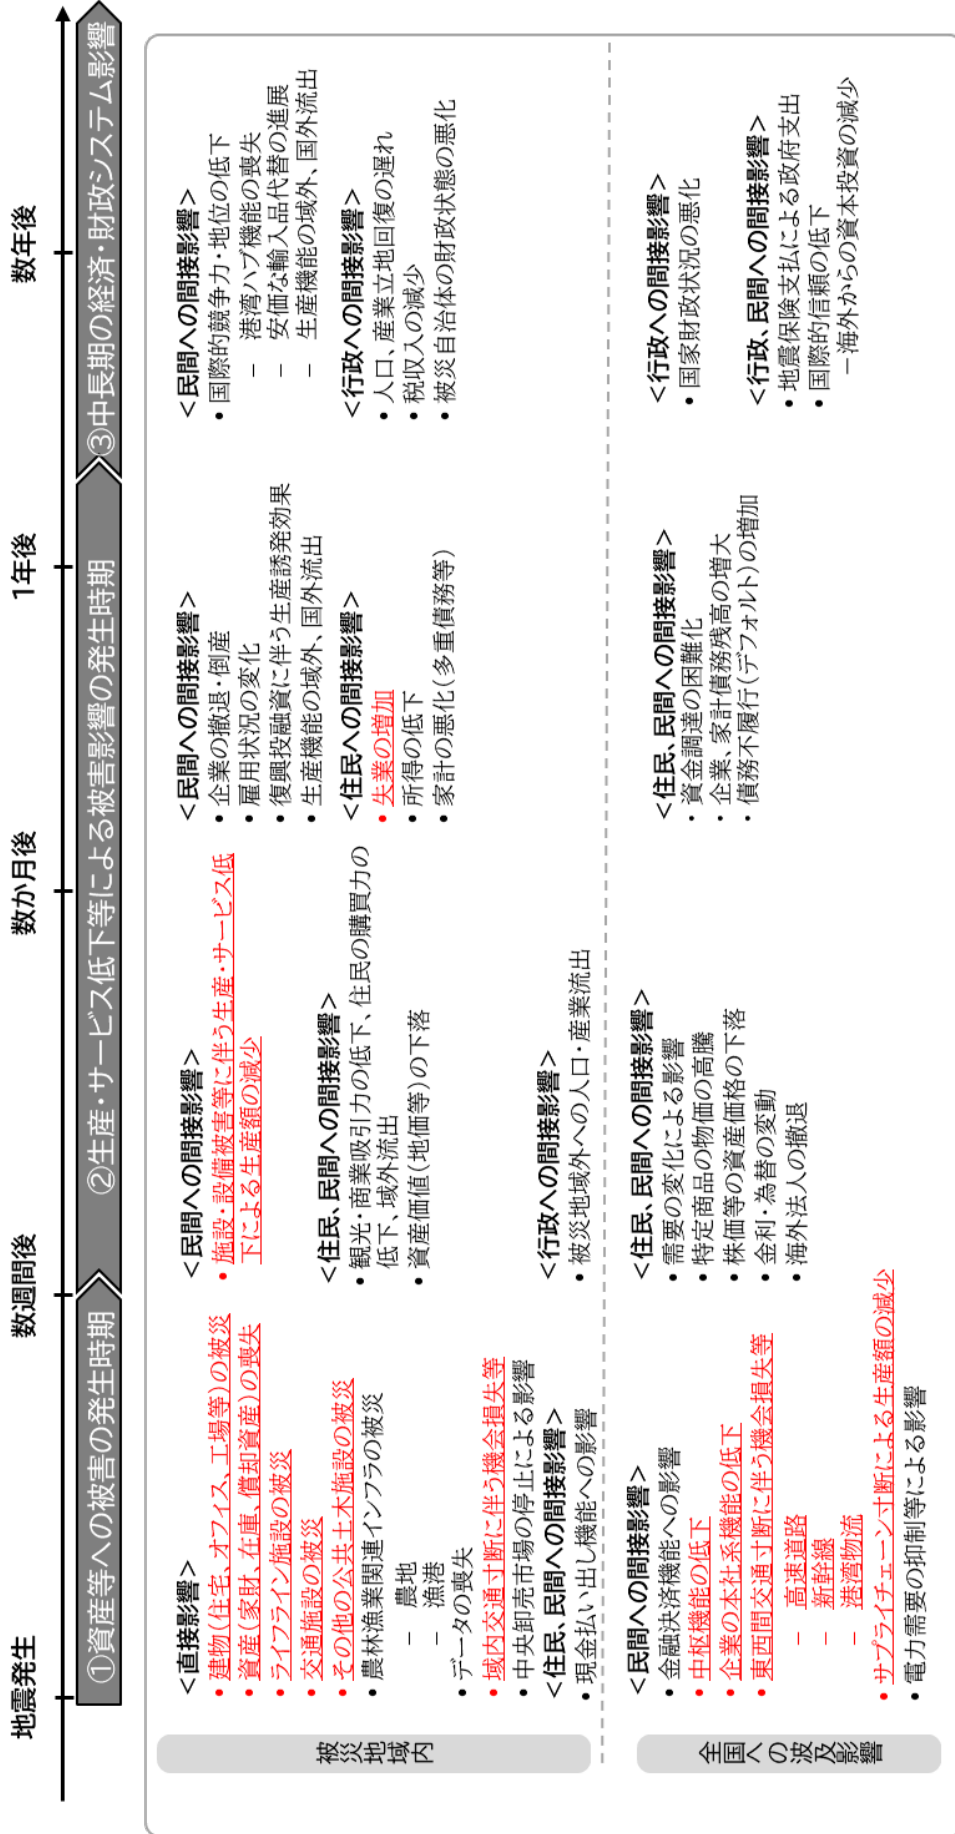 地震発生
数週間後
数か月後
1年後
数年後
①資産等への被害の発生時期
②生産・サービス低下等による被害影響の発生時期
③中長期の経済・財政システム影響
被災地域内
＜直接影響＞
• 建物（住宅、オフィス、工場等）の被災
• 資産（家財、在庫、償却資産）の喪失
• ライフライン施設の被災
• 交通施設の被災
• その他の公共土木施設の被災
• 農林漁業関連インフラの被災
－ 農地
－ 漁港
• データの喪失
• 域内交通寸断に伴う機会損失等
• 中央卸売市場の停止による影響
＜住民、民間への間接影響＞
• 現金払い出し機能への影響
＜民間への間接影響＞
• 施設・設備被害等に伴う生産・サービス低
下による生産額の減少
＜住民、民間への間接影響＞
• 観光・商業吸引力の低下、住民の購買力の
低下、域外流出
• 資産価値（地価等）の下落
＜行政への間接影響＞
• 被災地域外への人口・産業流出
＜民間への間接影響＞
• 企業の撤退・倒産
• 雇用状況の変化
• 復興投融資に伴う生産誘発効果
• 生産機能の域外、国外流出
＜住民への間接影響＞
• 失業の増加
• 所得の低下
• 家計の悪化（多重債務等）
＜民間への間接影響＞
• 国際的競争力・地位の低下
－ 港湾ハブ機能の喪失
－ 安価な輸入品代替の進展
－ 生産機能の域外、国外流出
＜行政への間接影響＞
• 人口、産業立地回復の遅れ
• 税収入の減少
• 被災自治体の財政状態の悪化
全国への波及影響
＜民間への間接影響＞
• 金融決済機能への影響
• 中枢機能の低下
• 企業の本社系機能の低下
• 東西間交通寸断に伴う機会損失等
－ 高速道路
－ 新幹線
－ 港湾物流
• サプライチェーン寸断による生産額の減少
• 電力需要の抑制等による影響
＜住民、民間への間接影響＞
• 需要の変化による影響
• 特定商品の物価の高騰
• 株価等の資産価格の下落
• 金利・為替の変動
• 海外法人の撤退
＜住民、民間への間接影響＞
・ 資金調達の困難化
・ 企業、家計債務残高の増大
・ 債務不履行（デフォルト）の増加
＜行政への間接影響＞
• 国家財政状況の悪化
＜行政、民間への間接影響＞
• 地震保険支払による政府支出
• 国際的信頼の低下
－海外からの資本投資の減少